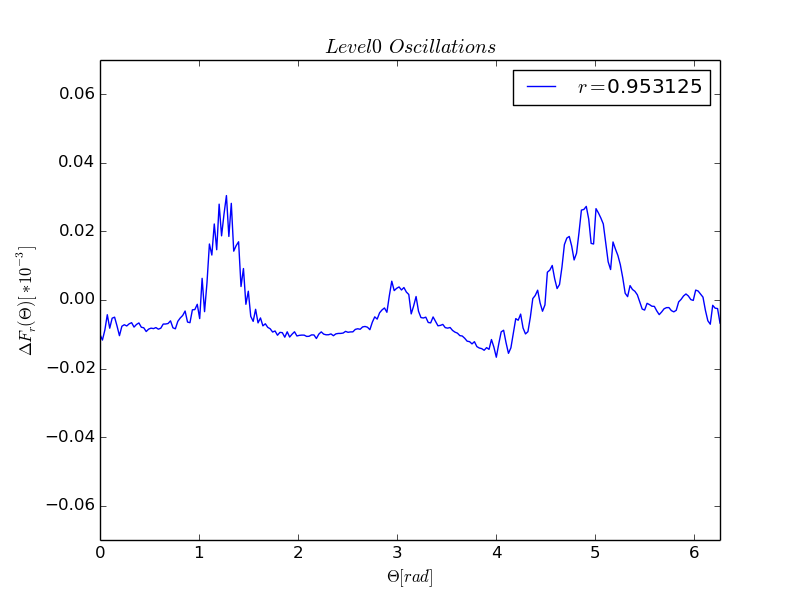 Level0 Oscillations
r=0.953125
0.06
0.04
0.02
0.00
−0.02
−0.04
−0.06
ΔF_r(Θ)[∗10^{−3}]
0 1 2 3 4 5 6
Θ[rad]